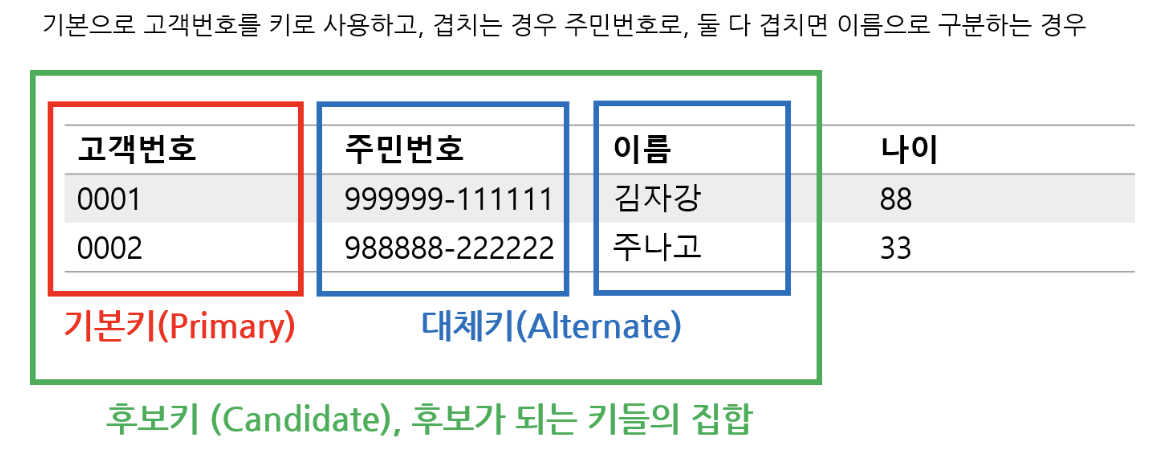 기본으로 고객번호를 키로 사용하고, 겹치는 경우 주민번호로, 둘 다 겹치면 이름으로 구분하는 경우
고객번호 주민번호 이름 나이
0001 999999-111111 김자강 88
0002 988888-222222 주나고 33
기본키(Primary) 대체키(Alternate)
후보키 (Candidate), 후보가 되는 키들의 집합